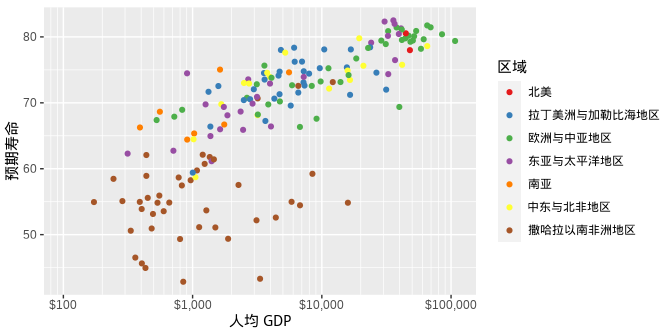 预期寿命
80
70
60
50
$100
$1,000
$10,000
$100,000
人均 GDP
区域
北美
拉丁美洲与加勒比海地区
欧洲与中亚地区
东亚与太平洋地区
南亚
中东与北非地区
撒哈拉以南非洲地区